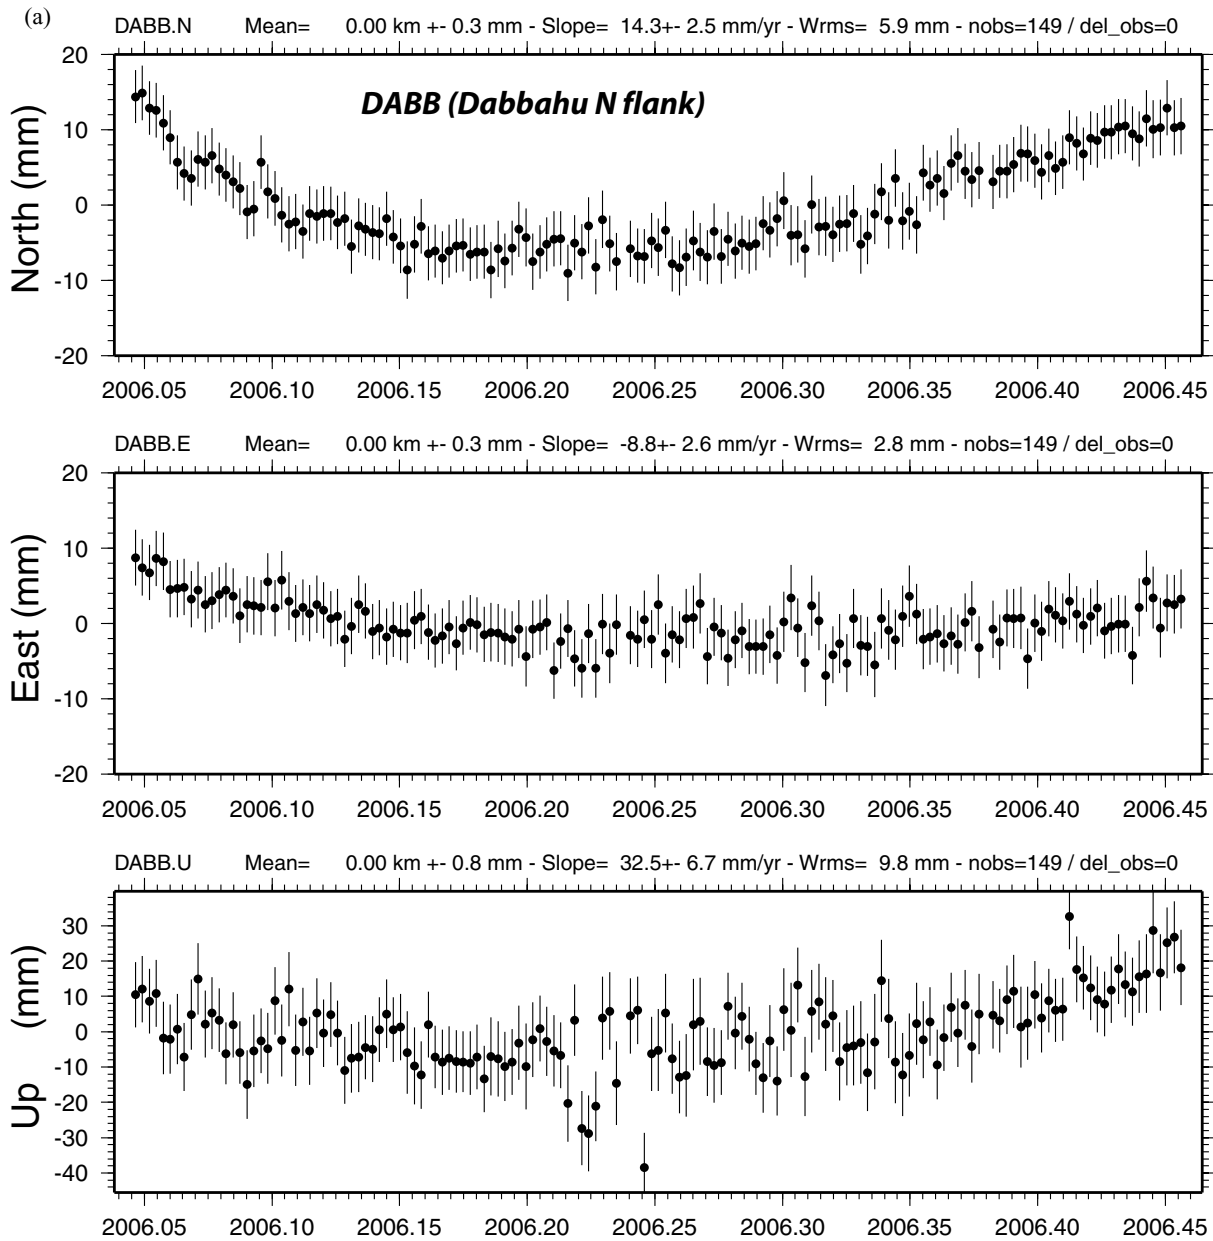 (a)
DABB.N Mean= 0.00 km +- 0.3 mm - Slope= 14.3+- 2.5 mm/yr - Wrms= 5.9 mm - nobs=149 / del_obs=0
DABB (Dabbahu N flank)
North (mm)
20
10
0
-10
-20
2006.05 2006.10 2006.15 2006.20 2006.25 2006.30 2006.35 2006.40 2006.45
DABB.E Mean= 0.00 km +- 0.3 mm - Slope= -8.8+- 2.6 mm/yr - Wrms= 2.8 mm - nobs=149 / del_obs=0
East (mm)
20
10
0
-10
-20
2006.05 2006.10 2006.15 2006.20 2006.25 2006.30 2006.35 2006.40 2006.45
DABB.U Mean= 0.00 km +- 0.8 mm - Slope= 32.5+- 6.7 mm/yr - Wrms= 9.8 mm - nobs=149 / del_obs=0
Up (mm)
30
20
10
0
-10
-20
-30
-40
2006.05 2006.10 2006.15 2006.20 2006.25 2006.30 2006.35 2006.40 2006.45